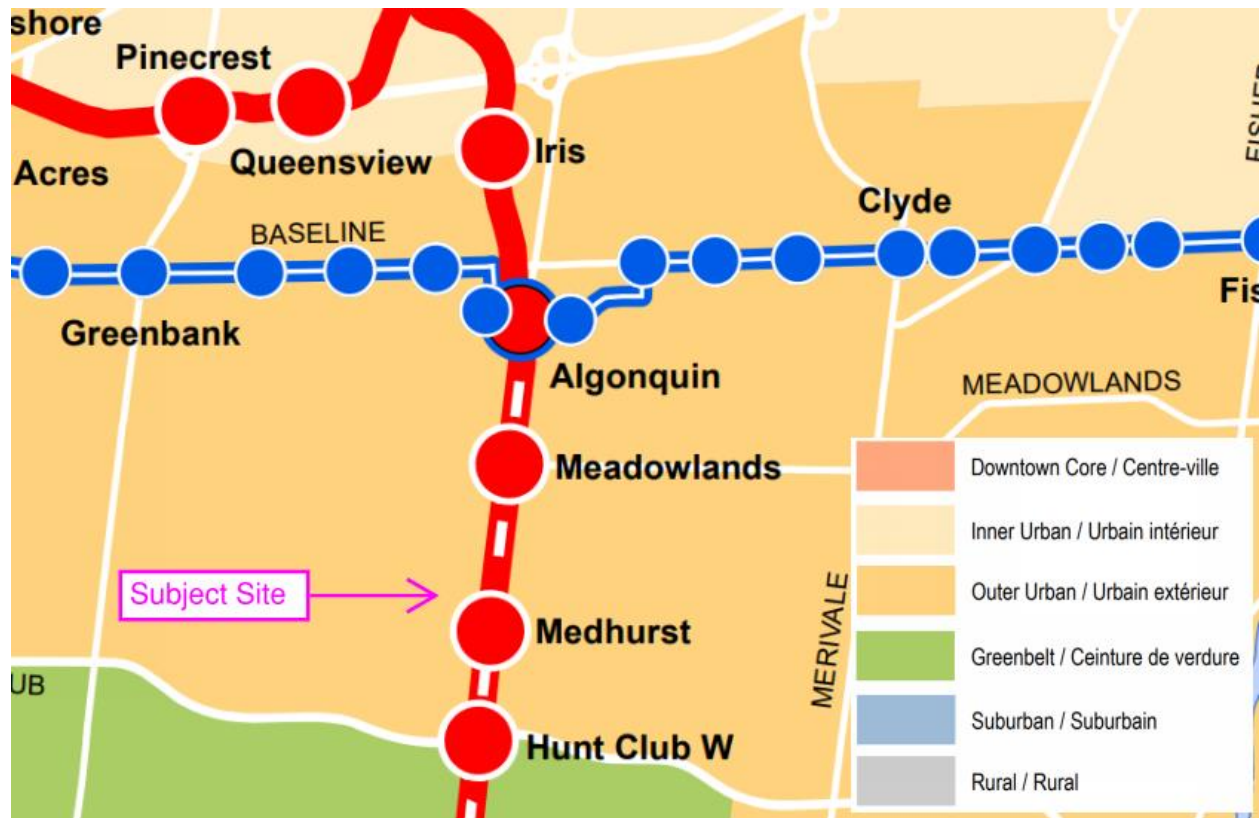 shore
Pinecrest
Queensview
Iris
Acres
FISHER
Clyde
BASELINE
Greenbank
Fis
Algonquin
MEADOWLANDS
Meadowlands
Subject Site
Medhurst
MERIVALE
UB
Hunt Club W
Downtown Core / Centre-ville
Inner Urban / Urbain intérieur
Outer Urban / Urbain extérieur
Greenbelt / Ceinture de verdure
Suburban / Suburbain
Rural / Rural